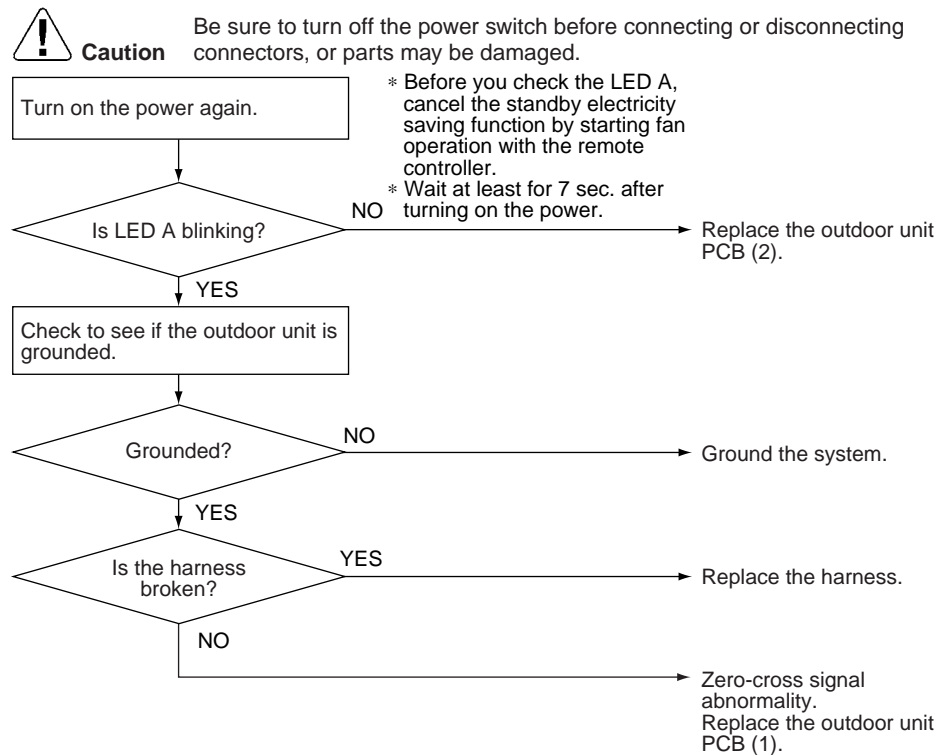 Be sure to turn off the power switch before connecting or disconnecting
Caution connectors, or parts may be damaged.
Turn on the power again.
* Before you check the LED A,
cancel the standby electricity
saving function by starting fan
operation with the remote
controller.
* Wait at least for 7 sec. after
turning on the power.
Is LED A blinking?
NO
Replace the outdoor unit
PCB (2).
YES
Check to see if the outdoor unit is
grounded.
Grounded?
NO
Ground the system.
YES
Is the harness
broken?
YES
Replace the harness.
NO
Zero-cross signal
abnormality.
Replace the outdoor unit
PCB (1).